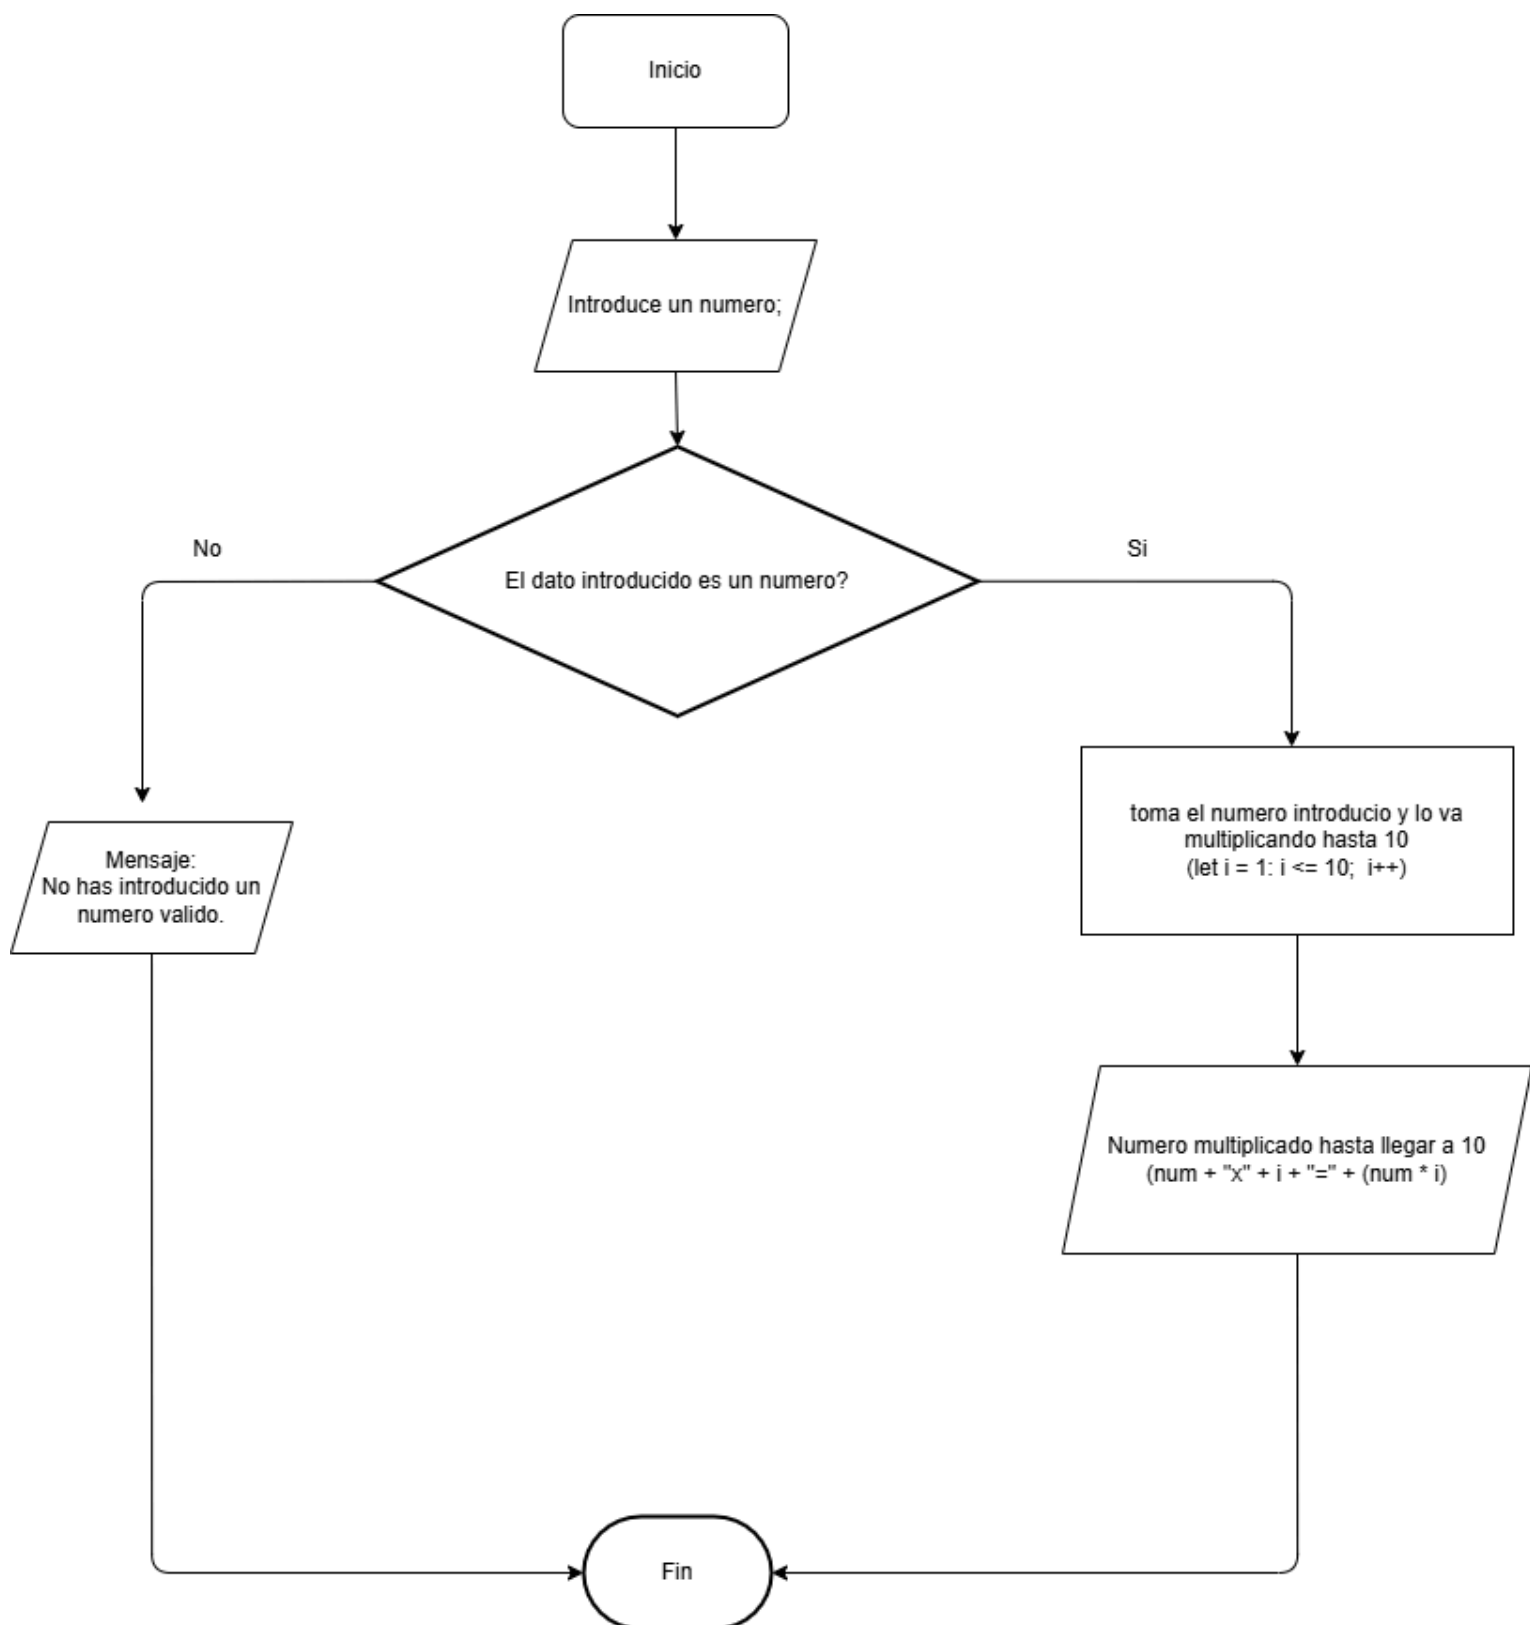 Inicio
Introduce un numero;
No
Si
El dato introducido es un numero?
toma el numero introducio y lo va
multiplicando hasta 10
(let i = 1: i <= 10;  i++)
Mensaje:
No has introducido un
numero valido.
Numero multiplicado hasta llegar a 10
(num + "x" + i + "=" + (num * i)
Fin